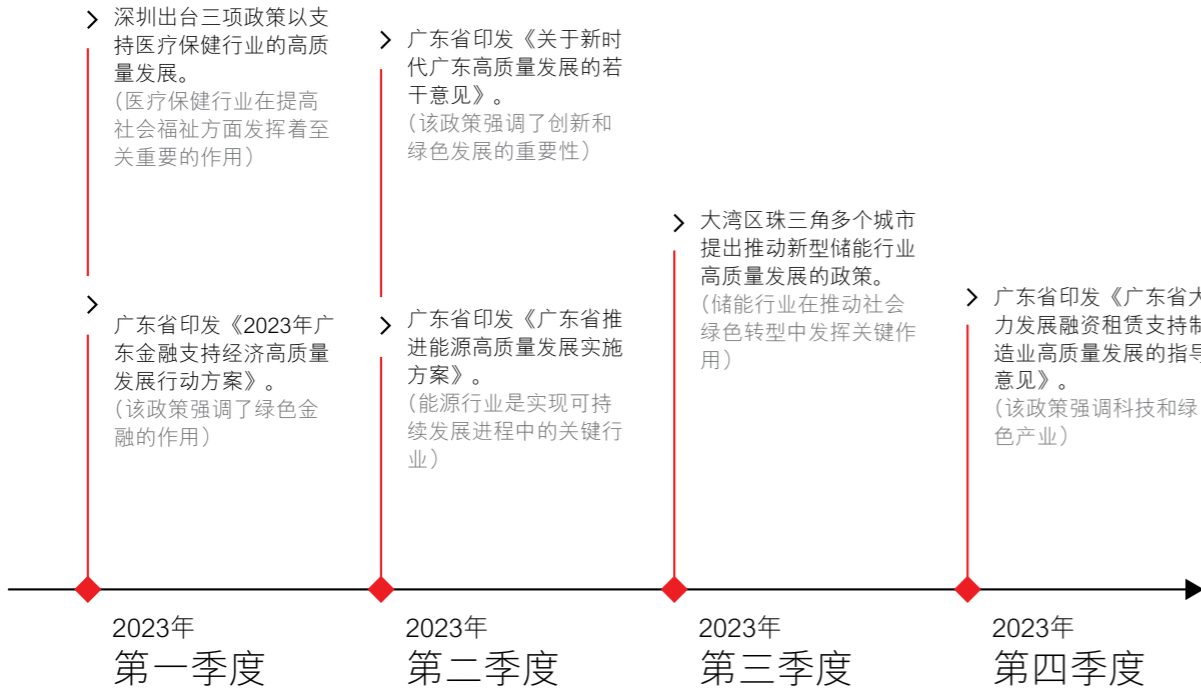 深圳出台三项政策以支
持医疗保健行业的高质
量发展。
(医疗保健行业在提高
社会福祉方面发挥着至
关重要的作用)
广东省印发《2023年广
东金融支持经济高质量
发展行动方案》。
(该政策强调了绿色金
融的作用)
广东省印发《关于新时
代广东高质量发展的若
干意见》。
(该政策强调了创新和
绿色发展的重要性)
广东省印发《广东省推
进能源高质量发展实施
方案》。
(能源行业是实现可持
续发展进程中的关键行
业)
大湾区珠三角多个城市
提出推动新型储能行业
高质量发展的政策。
(储能行业在推动社会
绿色转型中发挥关键作
用)
广东省印发《广东省大
力发展融资租赁支持制
造业高质量发展的指导
意见》。
(该政策强调科技和绿
色产业)
2023年
第一季度
2023年
第二季度
2023年
第三季度
2023年
第四季度